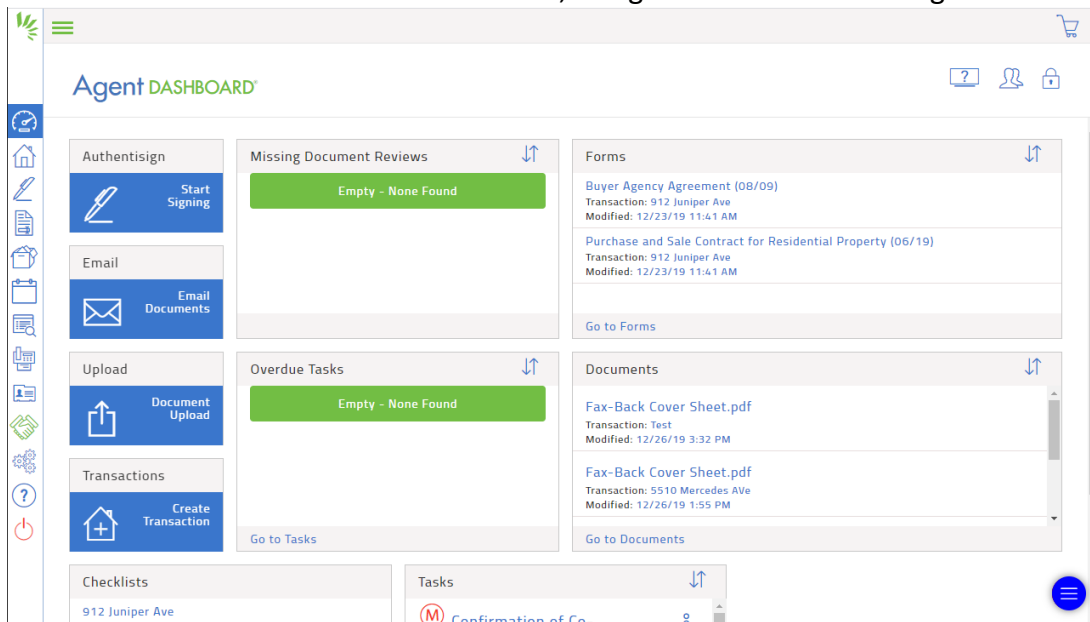 Agent DASHBOARD®
Authentisign
Start
Signing
Missing Document Reviews
Empty - None Found
Forms
Buyer Agency Agreement (08/09)
Transaction: 912 Juniper Ave
Modified: 12/23/19 11:41 AM
Purchase and Sale Contract for Residential Property (06/19)
Transaction: 912 Juniper Ave
Modified: 12/23/19 11:41 AM
Go to Forms
Email
Email
Documents
Upload
Document
Upload
Overdue Tasks
Empty - None Found
Go to Tasks
Documents
Fax-Back Cover Sheet.pdf
Transaction: Test
Modified: 12/26/19 3:32 PM
Fax-Back Cover Sheet.pdf
Transaction: 5510 Mercedes AVe
Modified: 12/26/19 1:55 PM
Go to Documents
Transactions
Create
Transaction
Checklists
912 Juniper Ave
Tasks
M Confirmation of Co